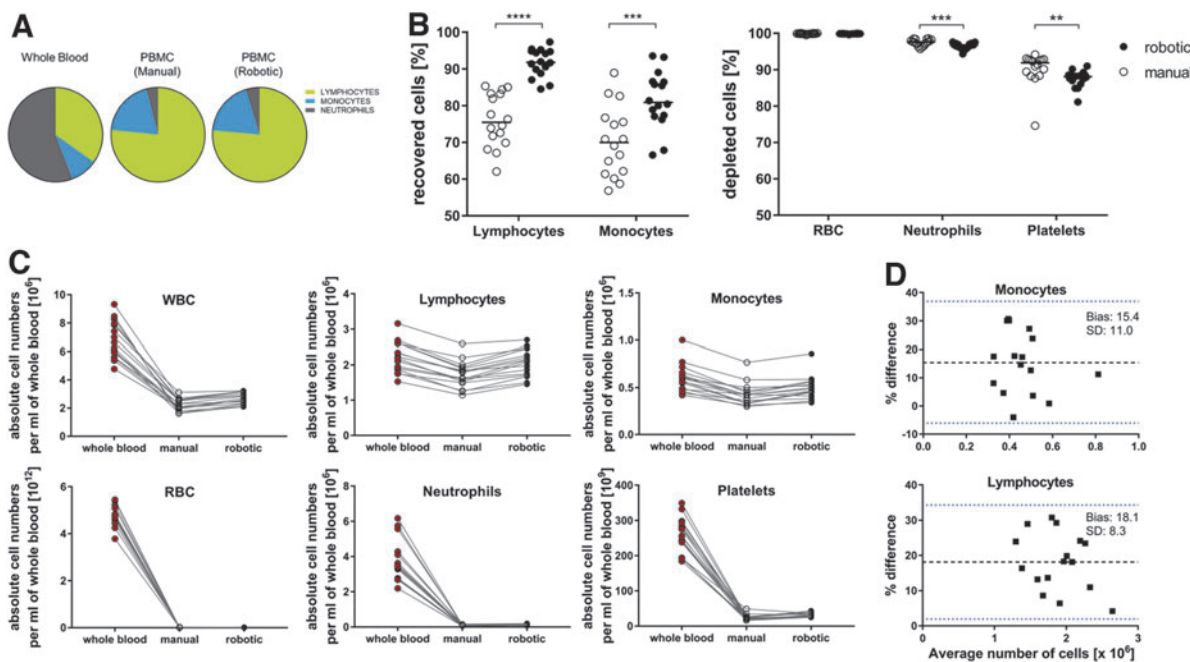 A
Whole Blood
PBMC
(Manual)
PBMC
(Robotic)
LYMPHOCYTES
MONOCYTES
NEUTROPHILS
B
recovered cells [%]
100
90
80
70
60
50
****
***
Lymphocytes
Monocytes
depleted cells [%]
100
90
80
70
60
50
***
**
RBC
Neutrophils
Platelets
robotic
manual
C
absolute cell numbers
per ml of whole blood [10⁶]
WBC
10
8
6
4
2
0
whole blood
manual
robotic
absolute cell numbers
per ml of whole blood [10⁶]
Lymphocytes
4
3
2
1
0
whole blood
manual
robotic
absolute cell numbers
per ml of whole blood [10⁶]
Monocytes
1.5
1.0
0.5
0.0
whole blood
manual
robotic
absolute cell numbers
per ml of whole blood [10¹²]
RBC
6
4
2
0
whole blood
manual
robotic
absolute cell numbers
per ml of whole blood [10⁶]
Neutrophils
8
6
4
2
0
whole blood
manual
robotic
absolute cell numbers
per ml of whole blood [10⁹]
Platelets
400
300
200
100
0
whole blood
manual
robotic
D
Monocytes
% difference
40
30
20
10
0
-10
Bias: 15.4
SD: 11.0
0.0
0.2
0.4
0.6
0.8
1.0
Lymphocytes
% difference
40
30
20
10
0
Bias: 18.1
SD: 8.3
0
1
2
3
Average number of cells [x 10⁶]